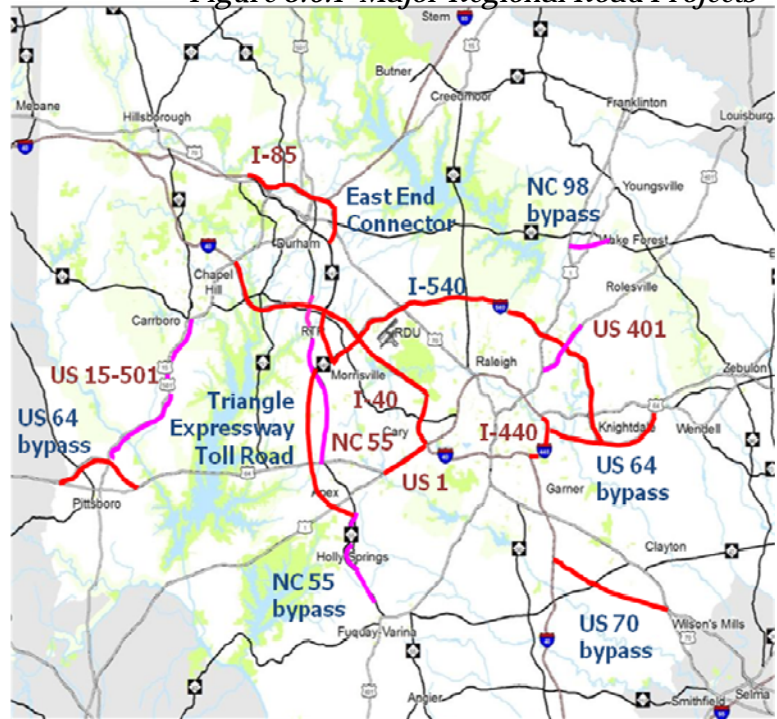 Figure 6.6.1 Major Regional Road Projects
Stem
Butner
Creedmoor
Franklinton
Louisburg
Mebane
Hillsborough
I-85
NC 98
bypass
Youngsville
East End
Connector
Durham
Wake Forest
Chapel
Hill
I-540
Rolesville
Carrboro
RTP
RDU
US 401
Raleigh
Zebulon
US 15-501
Morrisville
I-40
Triangle
Expressway
Toll Road
NC 55
Cary
I-440
Knightdale
Wendell
US 64
bypass
US 1
US 64
bypass
Pittsboro
Apex
Garner
Holly Springs
Clayton
NC 55
bypass
US 70
bypass
Wilson's Mills
Fuquay-Varina
Angier
Smithfield
Selma